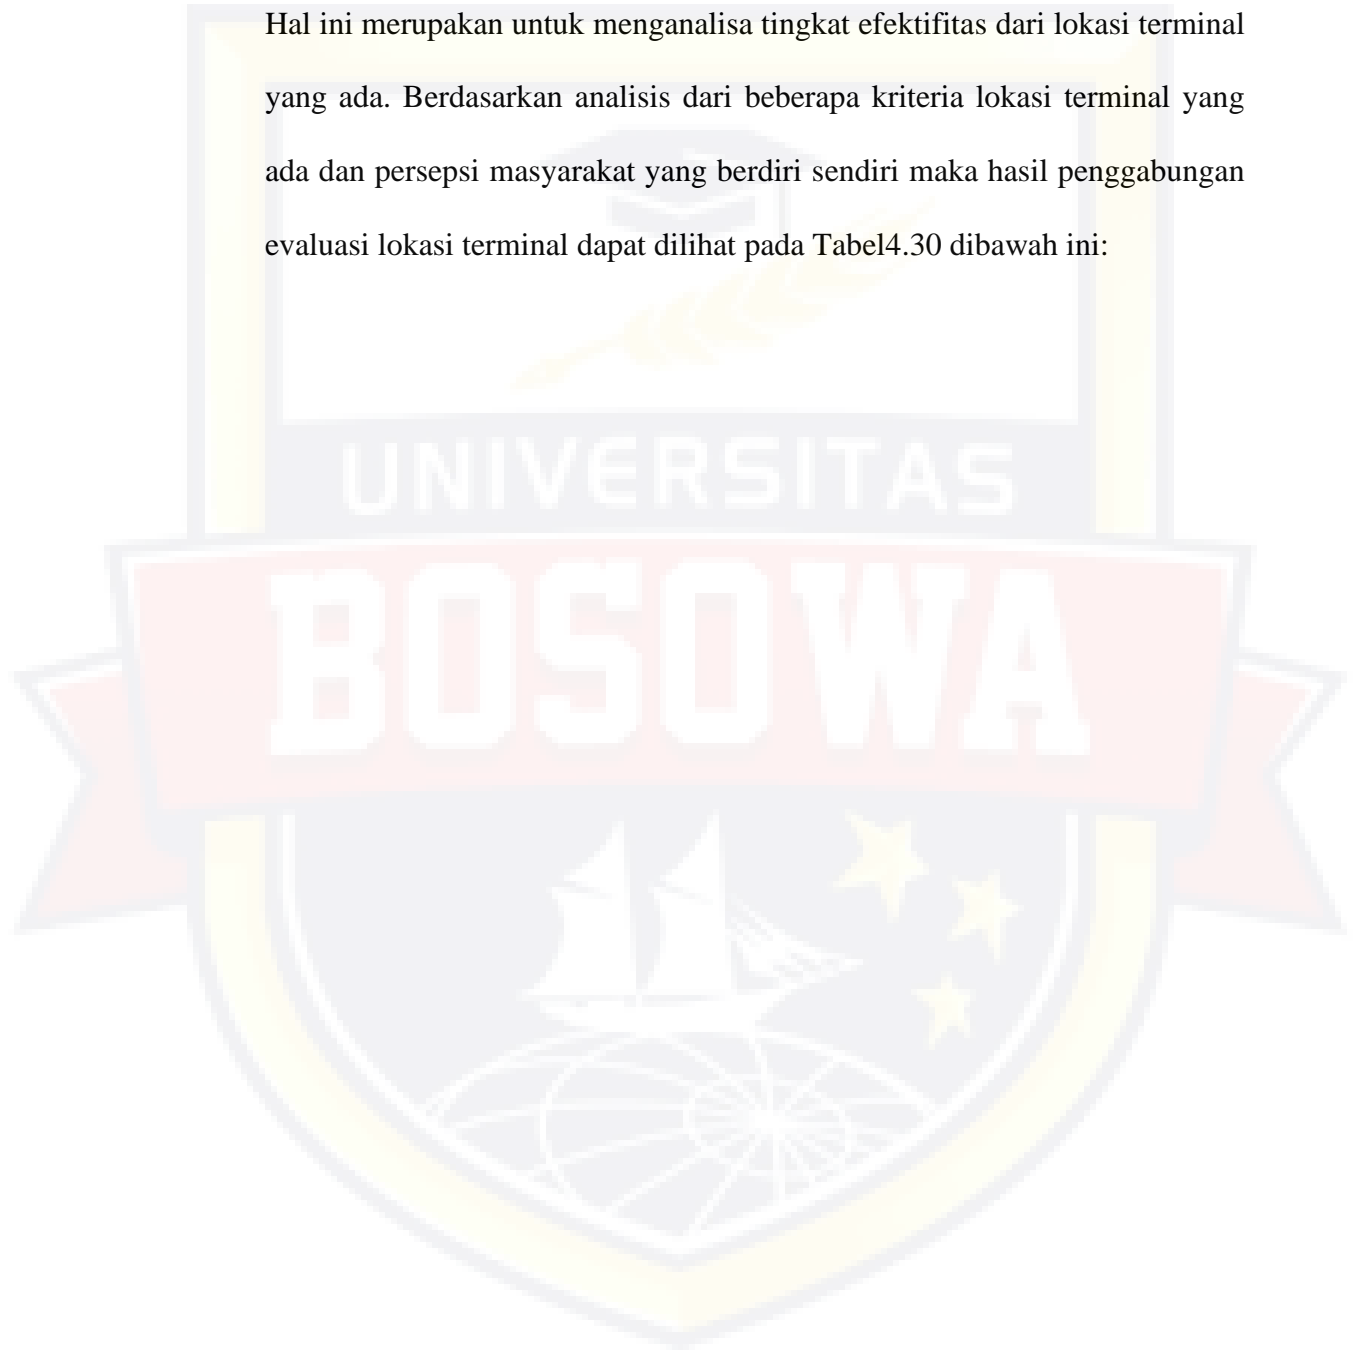 Hal ini merupakan untuk menganalisa tingkat efektifitas dari lokasi terminal
yang ada. Berdasarkan analisis dari beberapa kriteria lokasi terminal yang
ada dan persepsi masyarakat yang berdiri sendiri maka hasil penggabungan
evaluasi lokasi terminal dapat dilihat pada Tabel4.30 dibawah ini:
UNIVERSITAS
BOSOWA